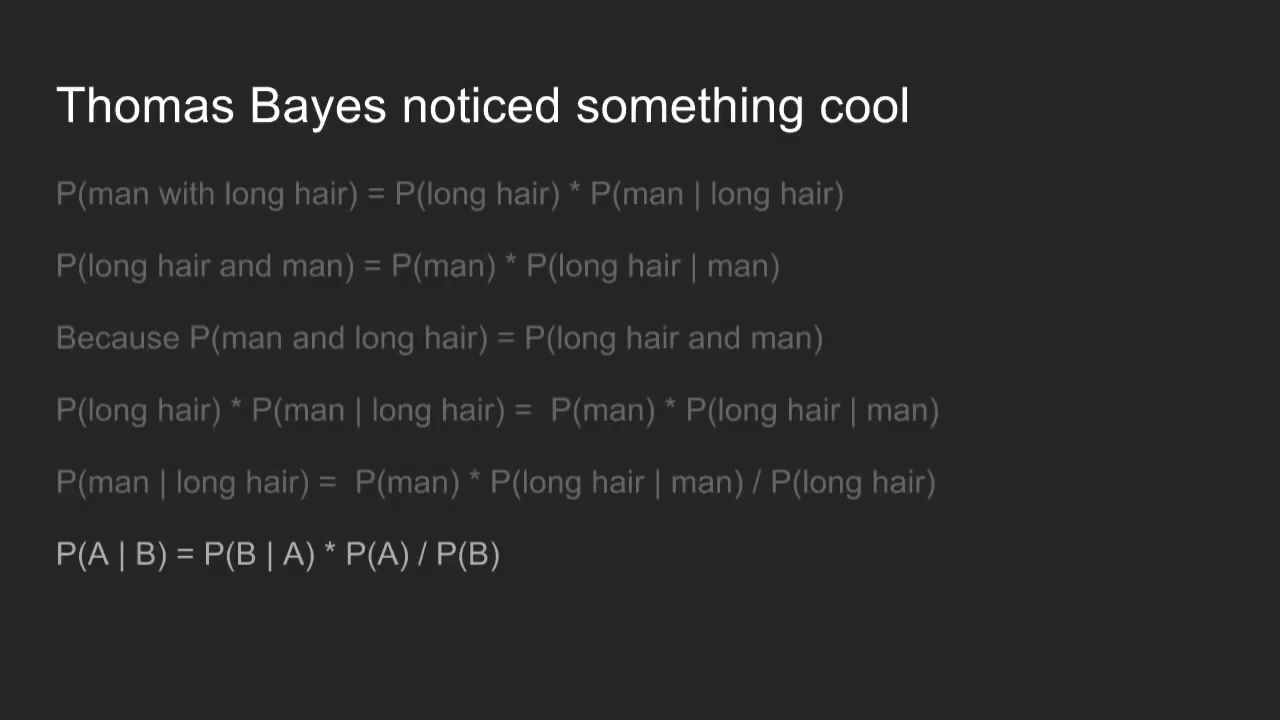 Thomas Bayes noticed something cool
P(man with long hair) = P(long hair) * P(man | long hair)
P(long hair and man) = P(man) * P(long hair | man)
Because P(man and long hair) = P(long hair and man)
P(long hair) * P(man | long hair) =  P(man) * P(long hair | man)
P(man | long hair) =  P(man) * P(long hair | man) / P(long hair)
P(A | B) = P(B | A) * P(A) / P(B)